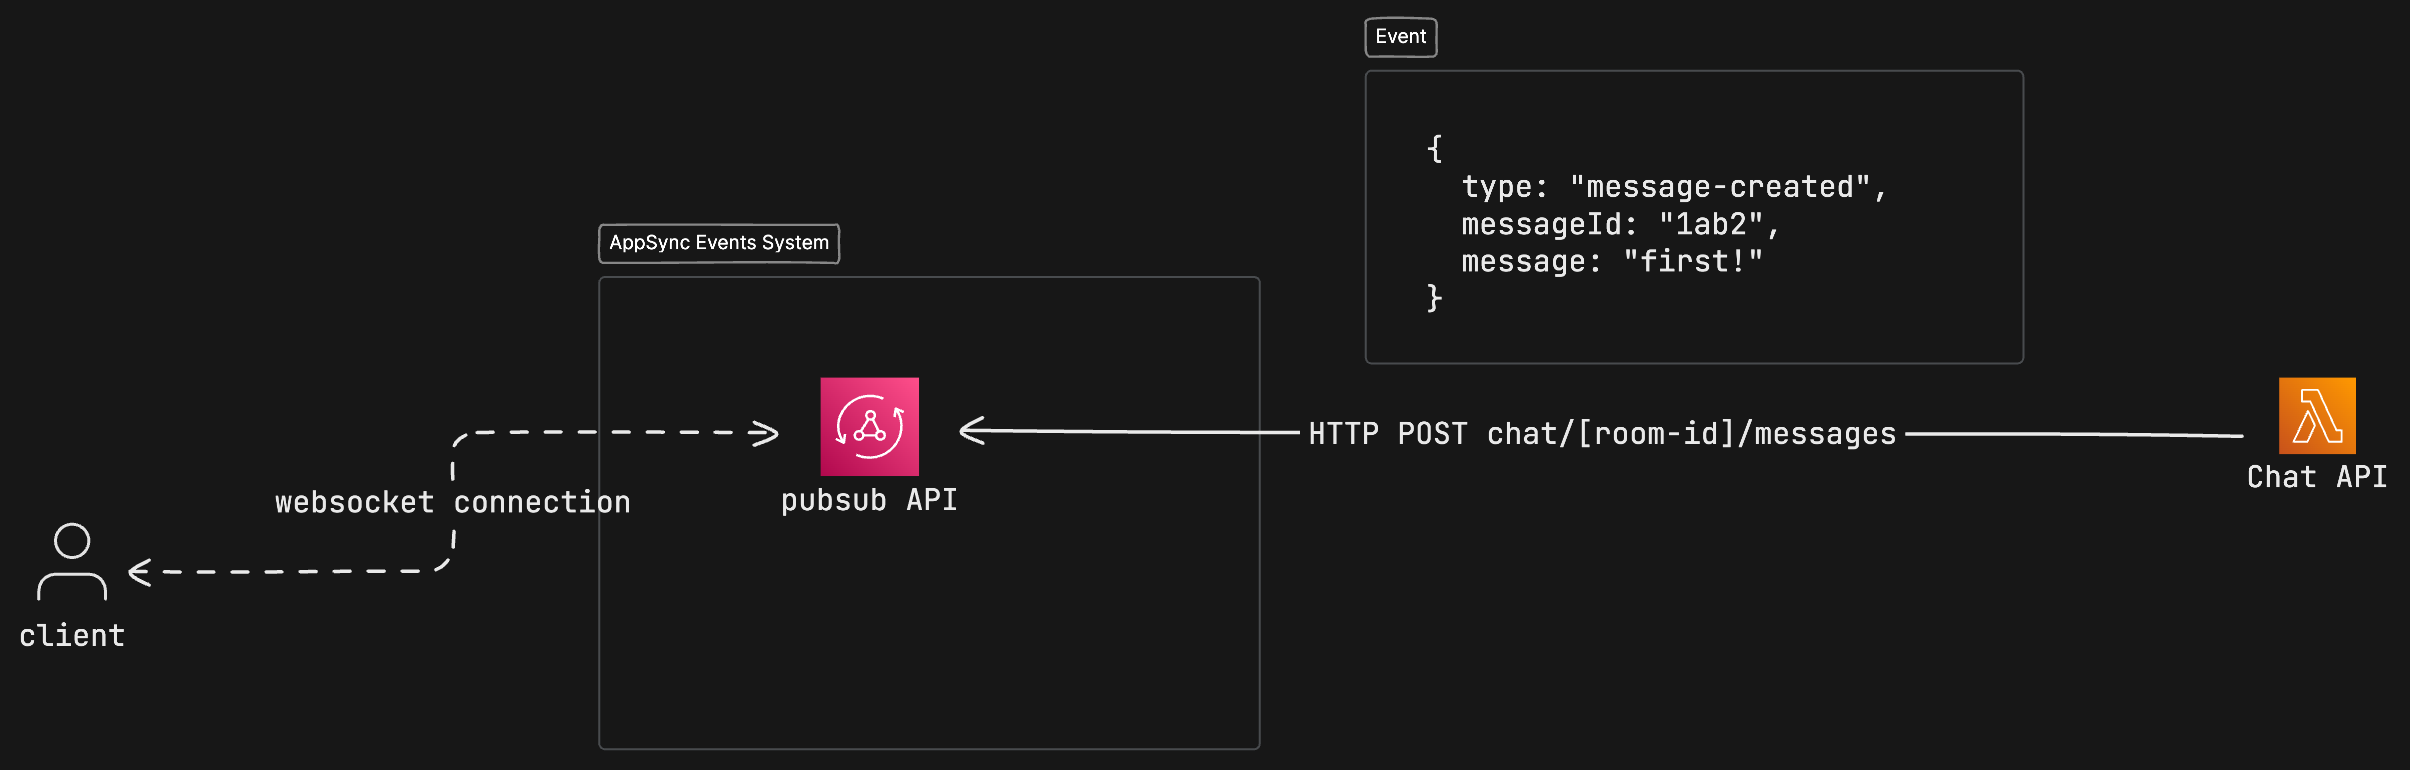 Event
{
  type: "message-created",
  messageId: "1ab2",
  message: "first!"
}
AppSync Events System
HTTP POST chat/[room-id]/messages
Chat API
pubsub API
websocket connection
client